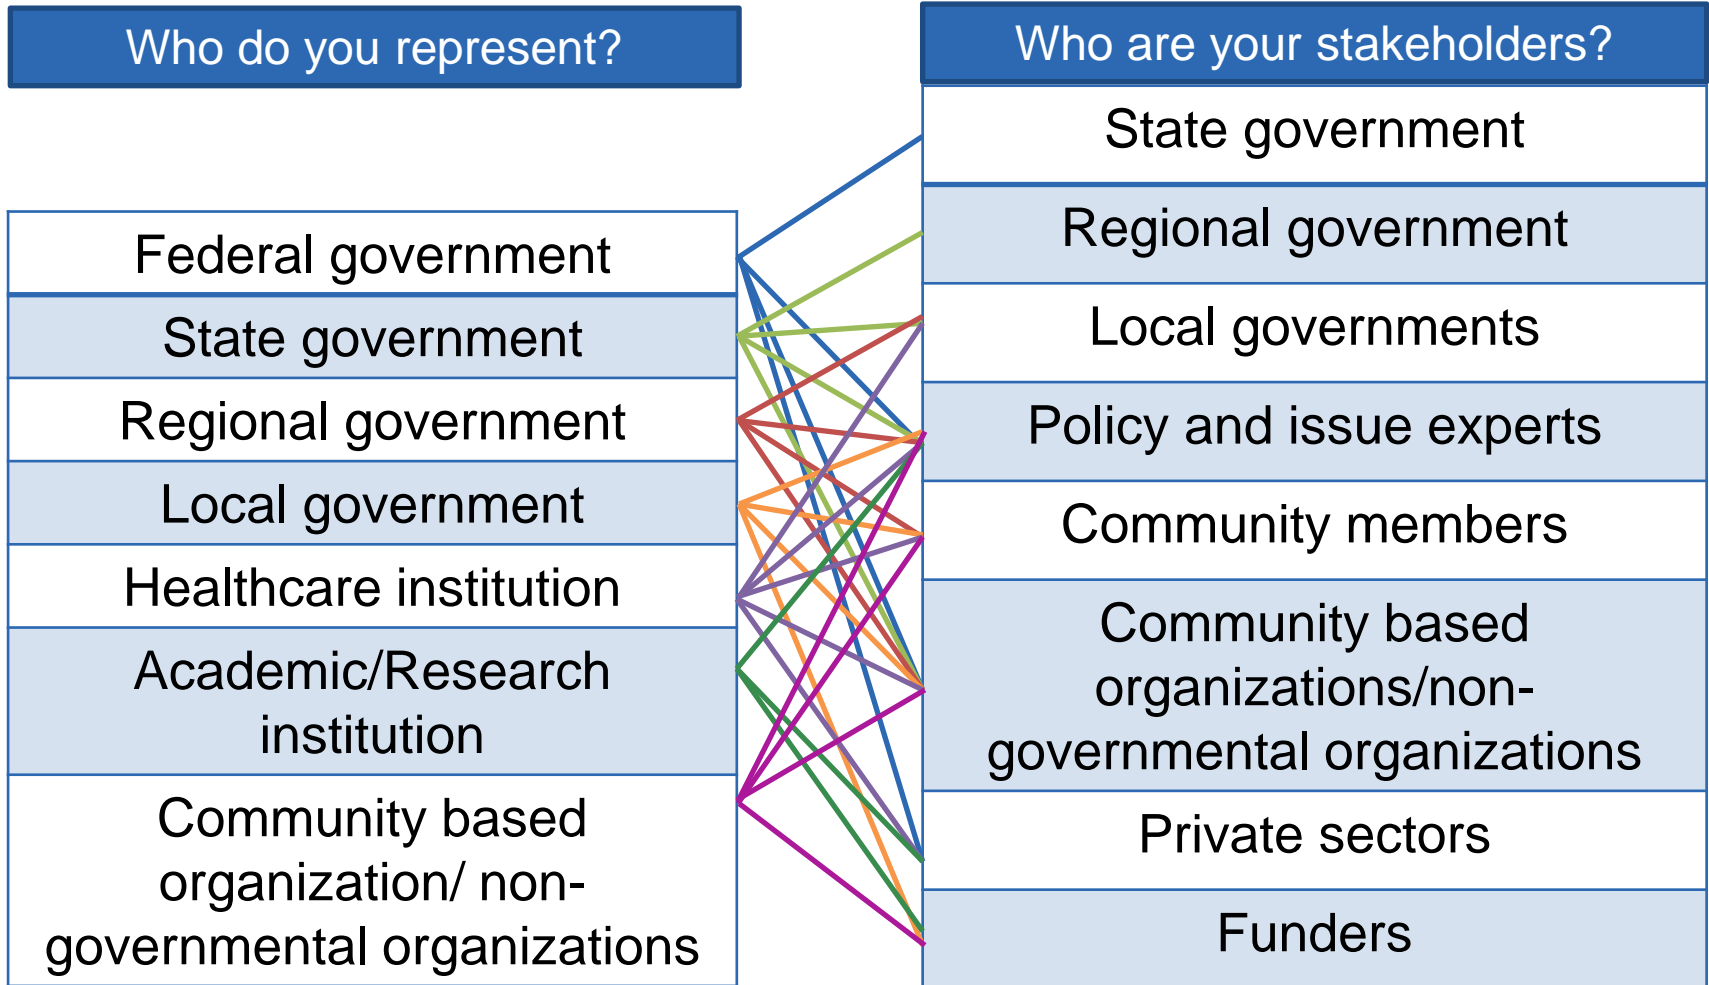 Who do you represent?
Federal government
State government
Regional government
Local government
Healthcare institution
Academic/Research
institution
Community based
organization/ non-
governmental organizations
Who are your stakeholders?
State government
Regional government
Local governments
Policy and issue experts
Community members
Community based
organizations/non-
governmental organizations
Private sectors
Funders